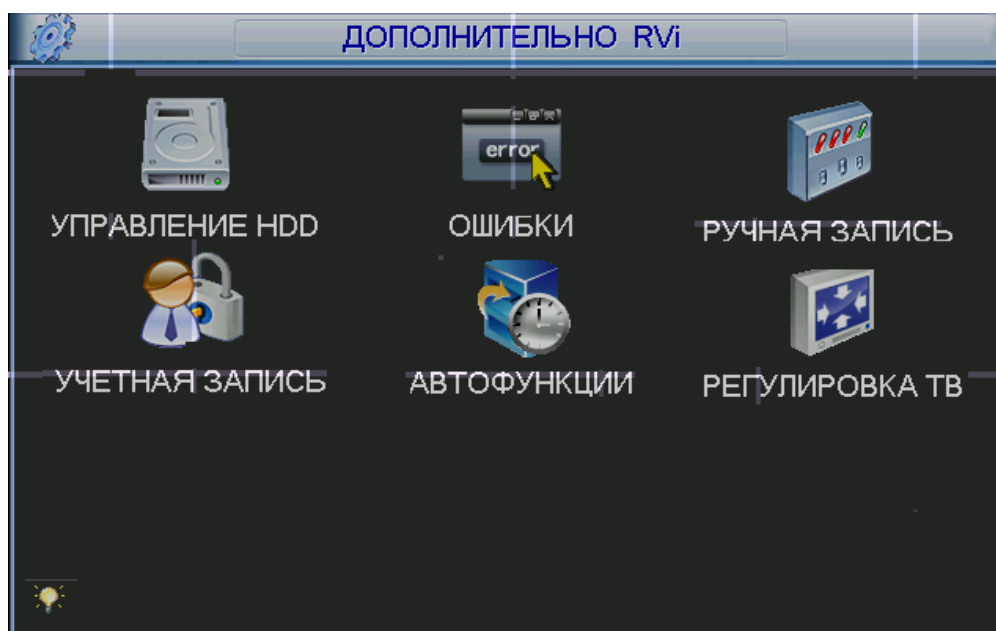 ДОПОЛНИТЕЛЬНО RVi
error
УПРАВЛЕНИЕ HDD
ОШИБКИ
РУЧНАЯ ЗАПИСЬ
УЧЕТНАЯ ЗАПИСЬ
АВТОФУНКЦИИ
РЕГУЛИРОВКА ТВ